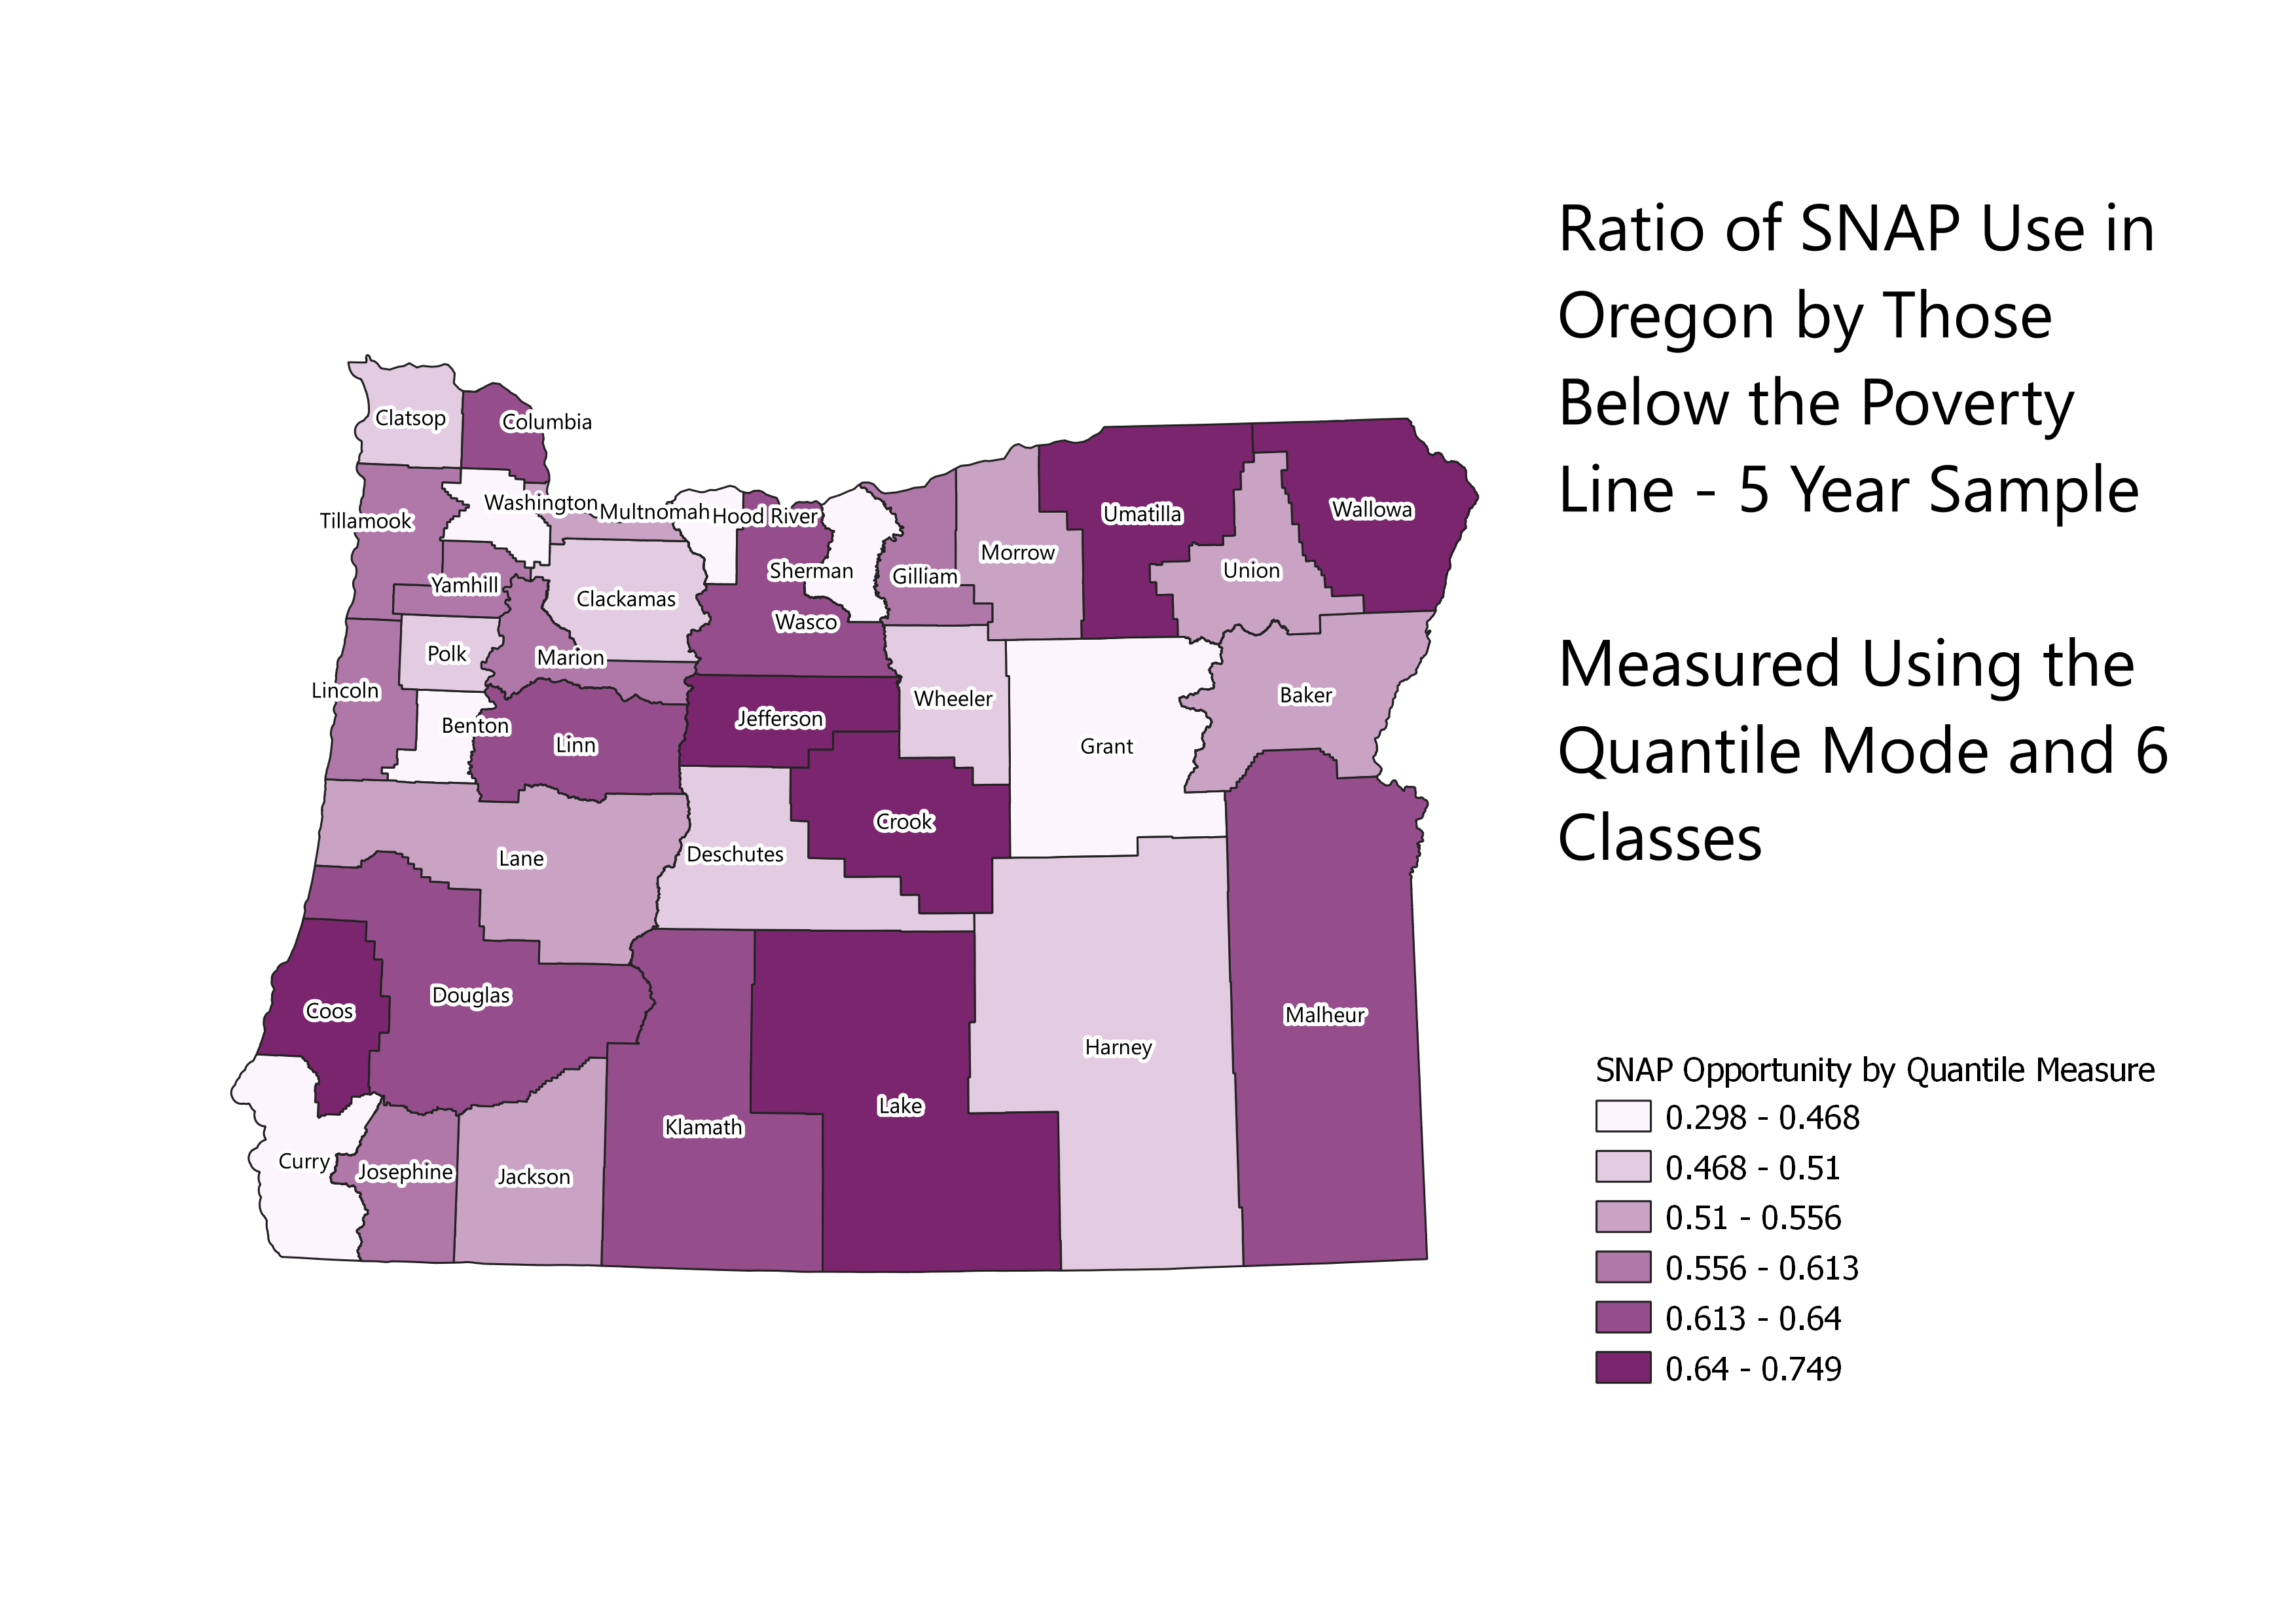 Ratio of SNAP Use in
Oregon by Those
Below the Poverty
Line - 5 Year Sample
Measured Using the
Quantile Mode and 6
Classes
Clatsop
Columbia
Washington
Multnomah
Hood River
Tillamook
Umatilla
Wallowa
Morrow
Sherman
Gilliam
Union
Yamhill
Clackamas
Wasco
Polk
Marion
Lincoln
Wheeler
Baker
Benton
Jefferson
Linn
Grant
Crook
Deschutes
Lane
Douglas
Coos
Malheur
Harney
Lake
Klamath
Curry
Josephine
Jackson
SNAP Opportunity by Quantile Measure
0.298 - 0.468
0.468 - 0.51
0.51 - 0.556
0.556 - 0.613
0.613 - 0.64
0.64 - 0.749